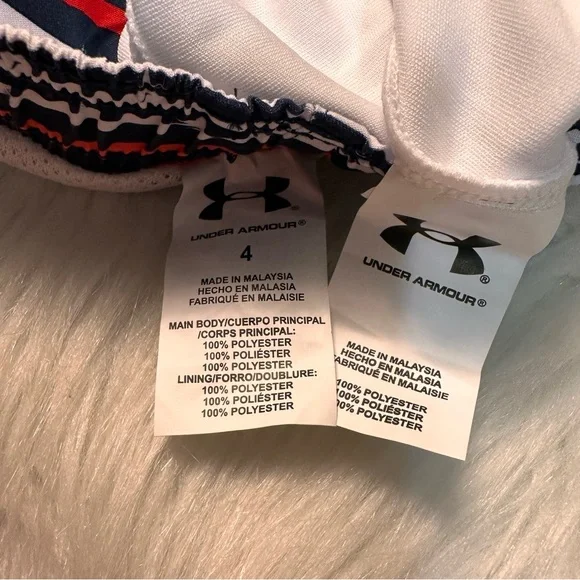 UNDER ARMOUR®
4
MADE IN MALAYSIA
HECHO EN MALASIA
FABRIQUÉ EN MALAISIE
MAIN BODY/CUERPO PRINCIPAL
/CORPS PRINCIPAL:
100% POLYESTER
100% POLIÉSTER
100% POLYESTER
LINING/FORRO/DOUBLURE:
100% POLYESTER
100% POLIÉSTER
100% POLYESTER
®
UNDER ARMOUR
MADE IN MALAYSIA
HECHO EN MALASIA
FABRIQUÉ EN MALAISIE
100% POLYESTER
100% POLIÉSTER
100% POLYESTER